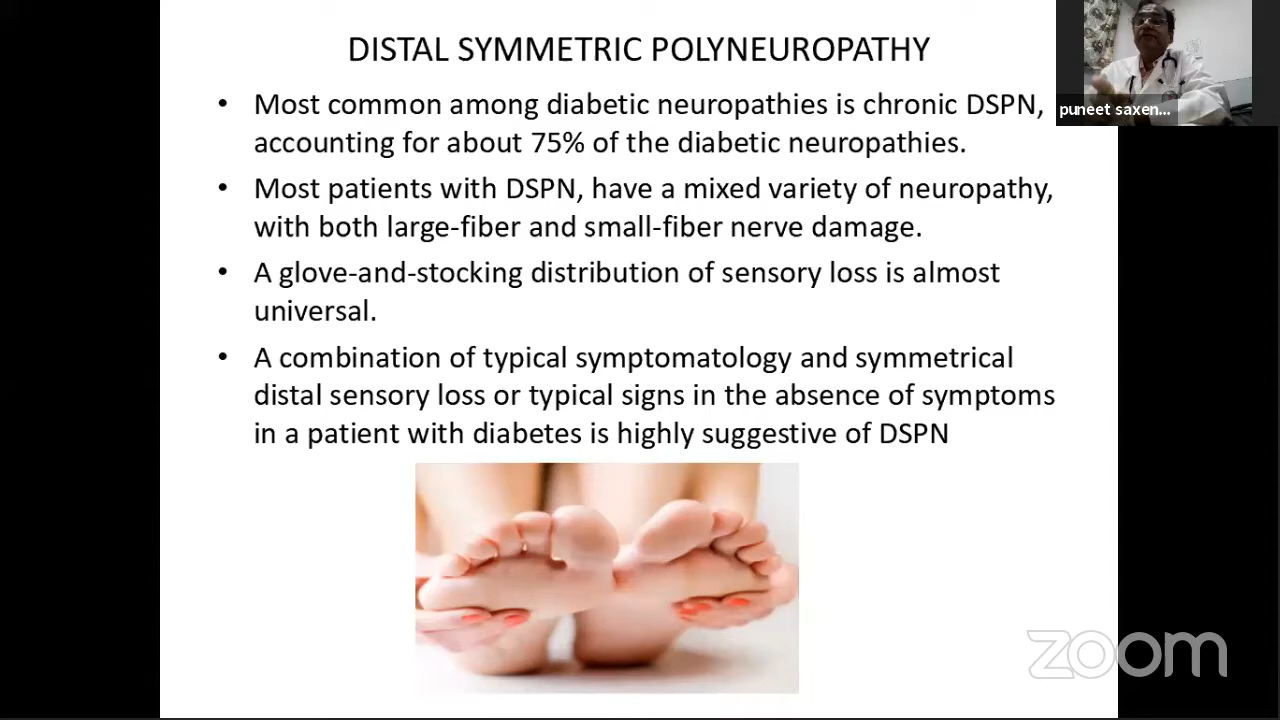 DISTAL SYMMETRIC POLYNEUROPATHY
• Most common among diabetic neuropathies is chronic DSPN,
accounting for about 75% of the diabetic neuropathies.
• Most patients with DSPN, have a mixed variety of neuropathy,
with both large-fiber and small-fiber nerve damage.
• A glove-and-stocking distribution of sensory loss is almost
universal.
• A combination of typical symptomatology and symmetrical
distal sensory loss or typical signs in the absence of symptoms
in a patient with diabetes is highly suggestive of DSPN
puneet saxen...
zoom